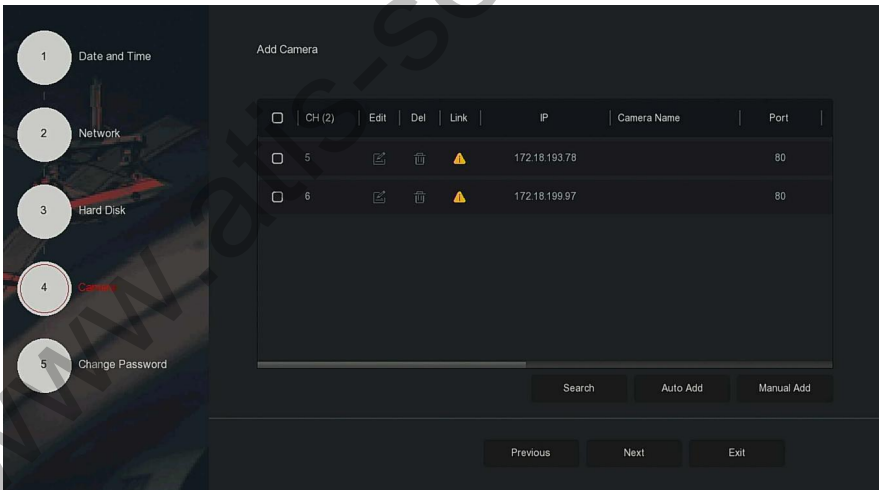 1 Date and Time
2 Network
3 Hard Disk
4 Camera
5 Change Password
Add Camera
CH (2) Edit Del Link IP Camera Name Port
5 172.18.193.78 80
6 172.18.199.97 80
Search Auto Add Manual Add
Previous Next Exit